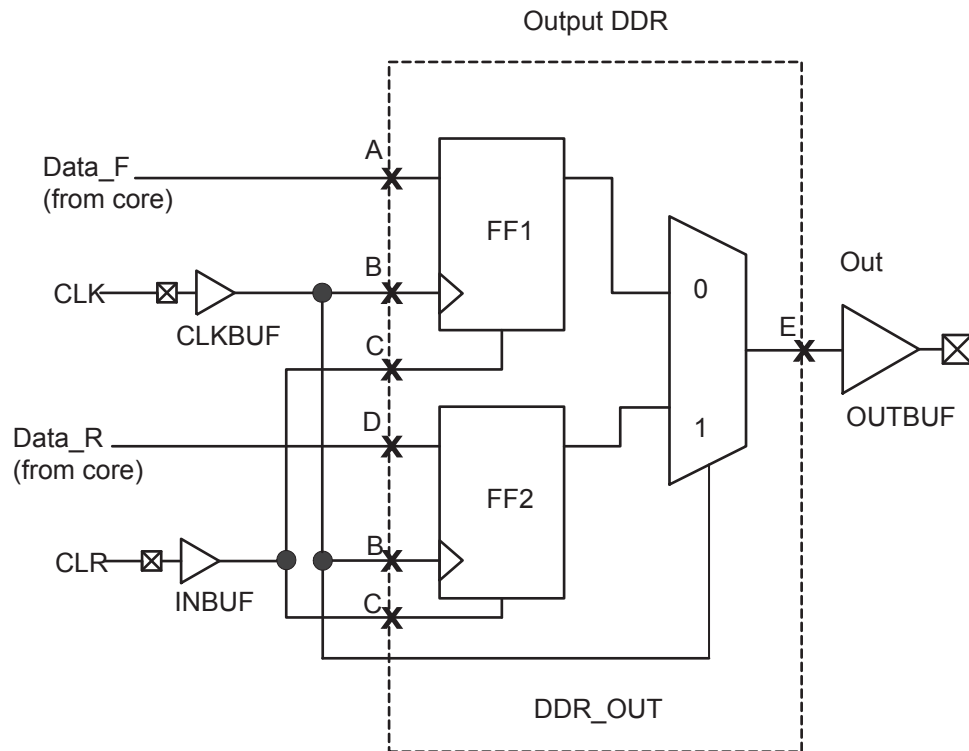 Output DDR
A
Data_F
(from core)
FF1
B
CLK
CLKBUF
0
Out
C
E
D
Data_R
(from core)
1
OUTBUF
FF2
B
CLR
INBUF
C
DDR_OUT